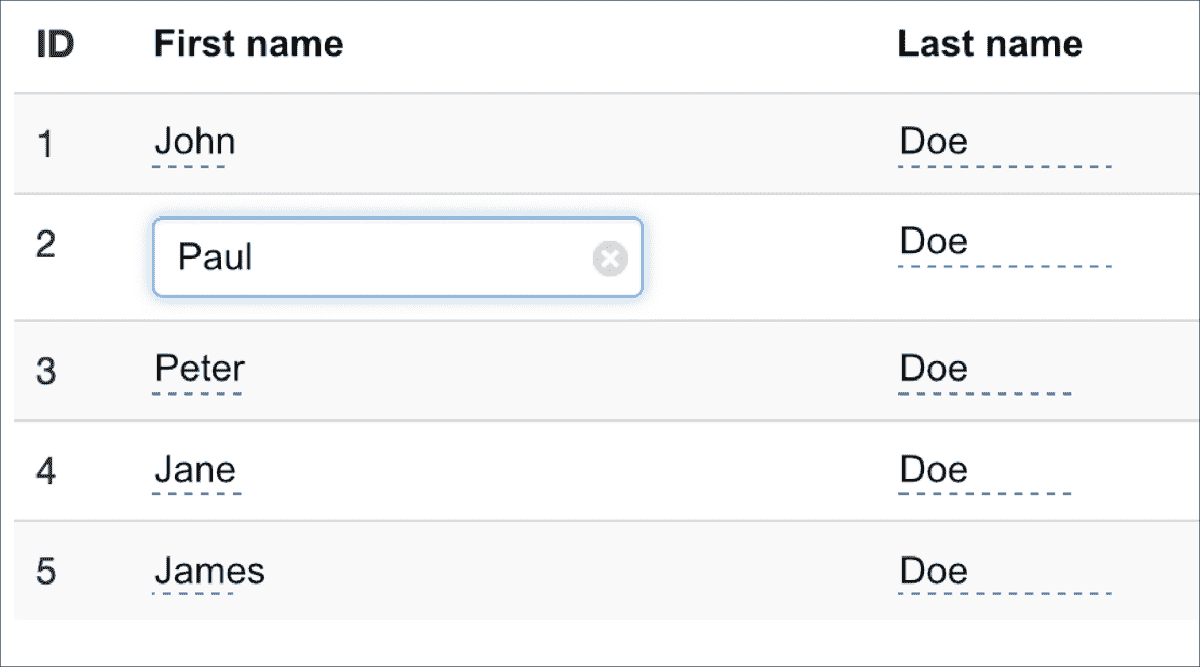 ID First name Last name
1 John Doe
2 Paul Doe
3 Peter Doe
4 Jane Doe
5 James Doe